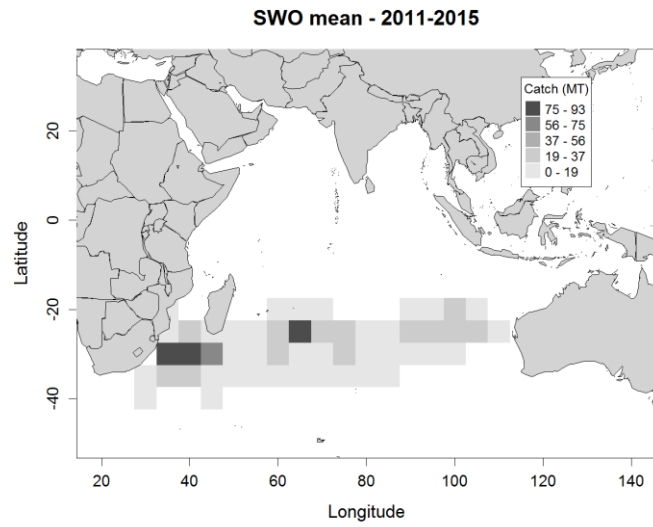 SWO mean - 2011-2015
Catch (MT)
75 - 93
56 - 75
37 - 56
19 - 37
0 - 19
Latitude
20
0
-20
-40
20 40 60 80 100 120 140
Longitude